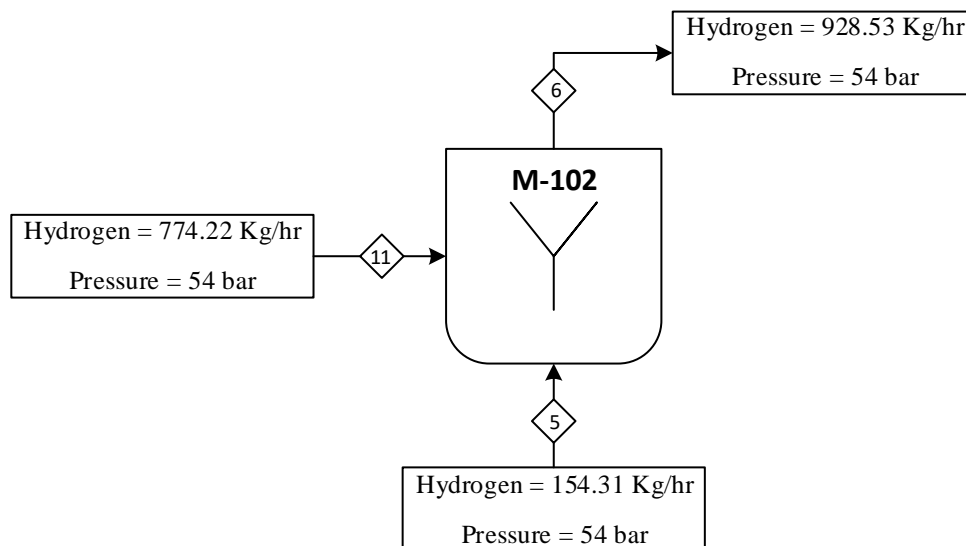 Hydrogen = 928.53 Kg/hr
Pressure = 54 bar
6
M-102
Hydrogen = 774.22 Kg/hr
Pressure = 54 bar
11
5
Hydrogen = 154.31 Kg/hr
Pressure = 54 bar